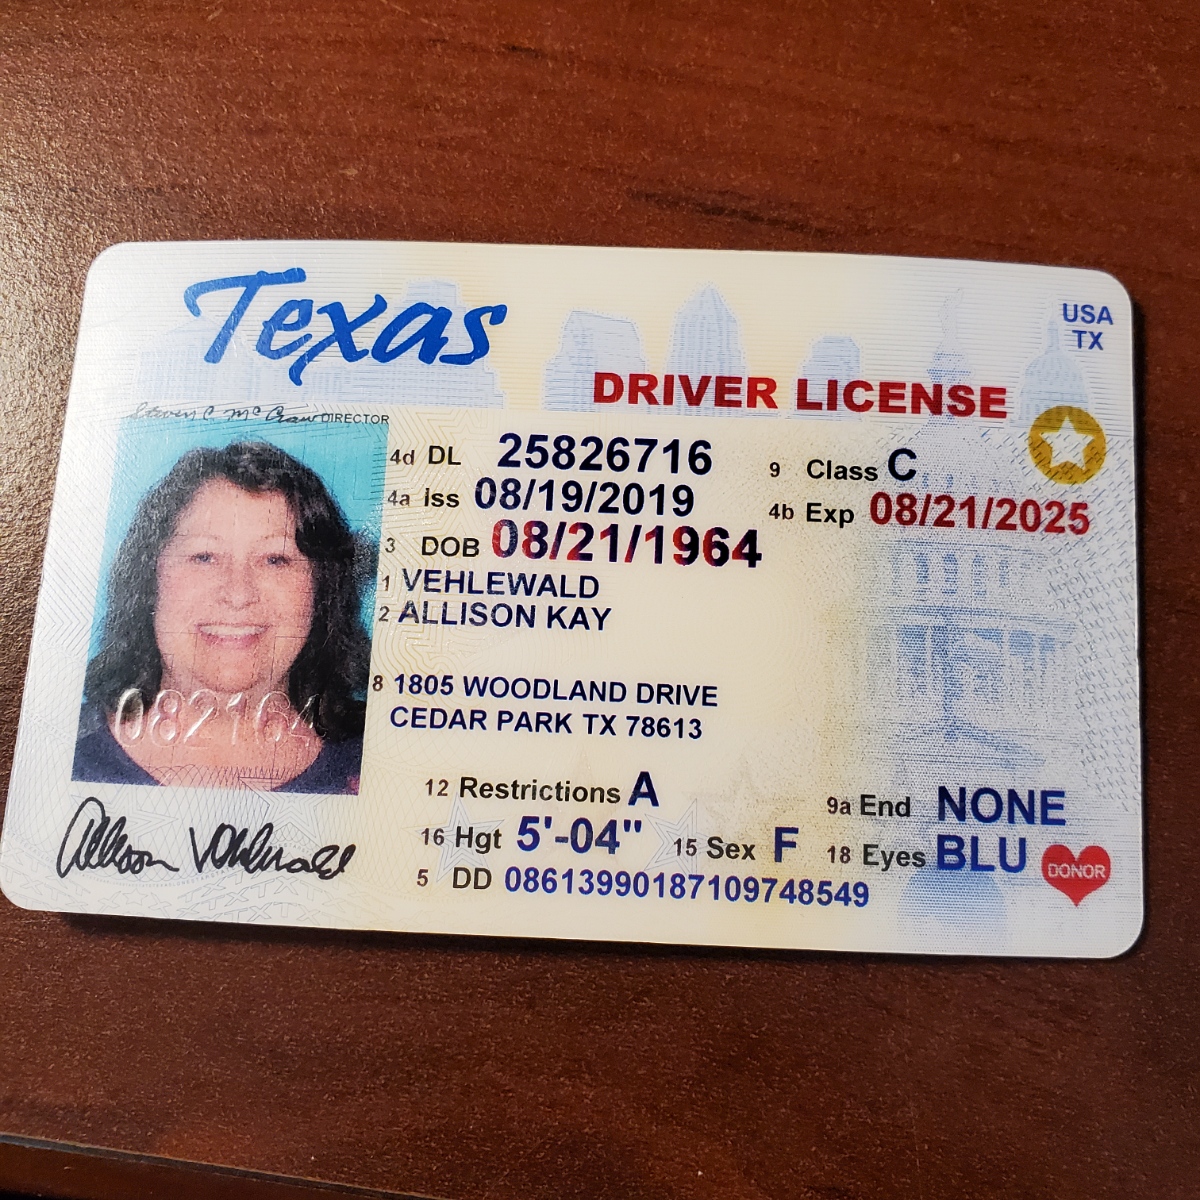 Texas
USA
TX
DRIVER LICENSE
Steven C McCraw DIRECTOR
4d DL 25826716
9 Class C
4a Iss 08/19/2019
4b Exp 08/21/2025
3 DOB 08/21/1964
1 VEHLEWALD
2 ALLISON KAY
8 1805 WOODLAND DRIVE
CEDAR PARK TX 78613
082164
12 Restrictions A
9a End NONE
16 Hgt 5'-04" 15 Sex F 18 Eyes BLU
DONOR
5 DD 08613990187109748549
Allison Vehlewald